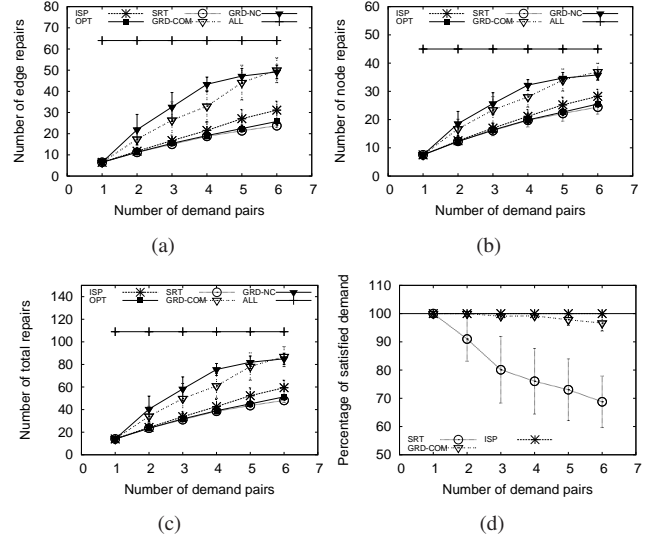 ISP SRT GRD-NC
OPT GRD-COM ALL
80
70
60
50
40
30
20
10
0
Number of edge repairs
0 1 2 3 4 5 6 7
Number of demand pairs
(a)
ISP SRT GRD-NC
OPT GRD-COM ALL
60
50
40
30
20
10
0
Number of node repairs
0 1 2 3 4 5 6 7
Number of demand pairs
(b)
ISP SRT GRD-NC
OPT GRD-COM ALL
140
120
100
80
60
40
20
0
Number of total repairs
0 1 2 3 4 5 6 7
Number of demand pairs
(c)
110
100
90
80
70
60
50
Percentage of satisfied demand
SRT ISP
GRD-COM
0 1 2 3 4 5 6 7
Number of demand pairs
(d)